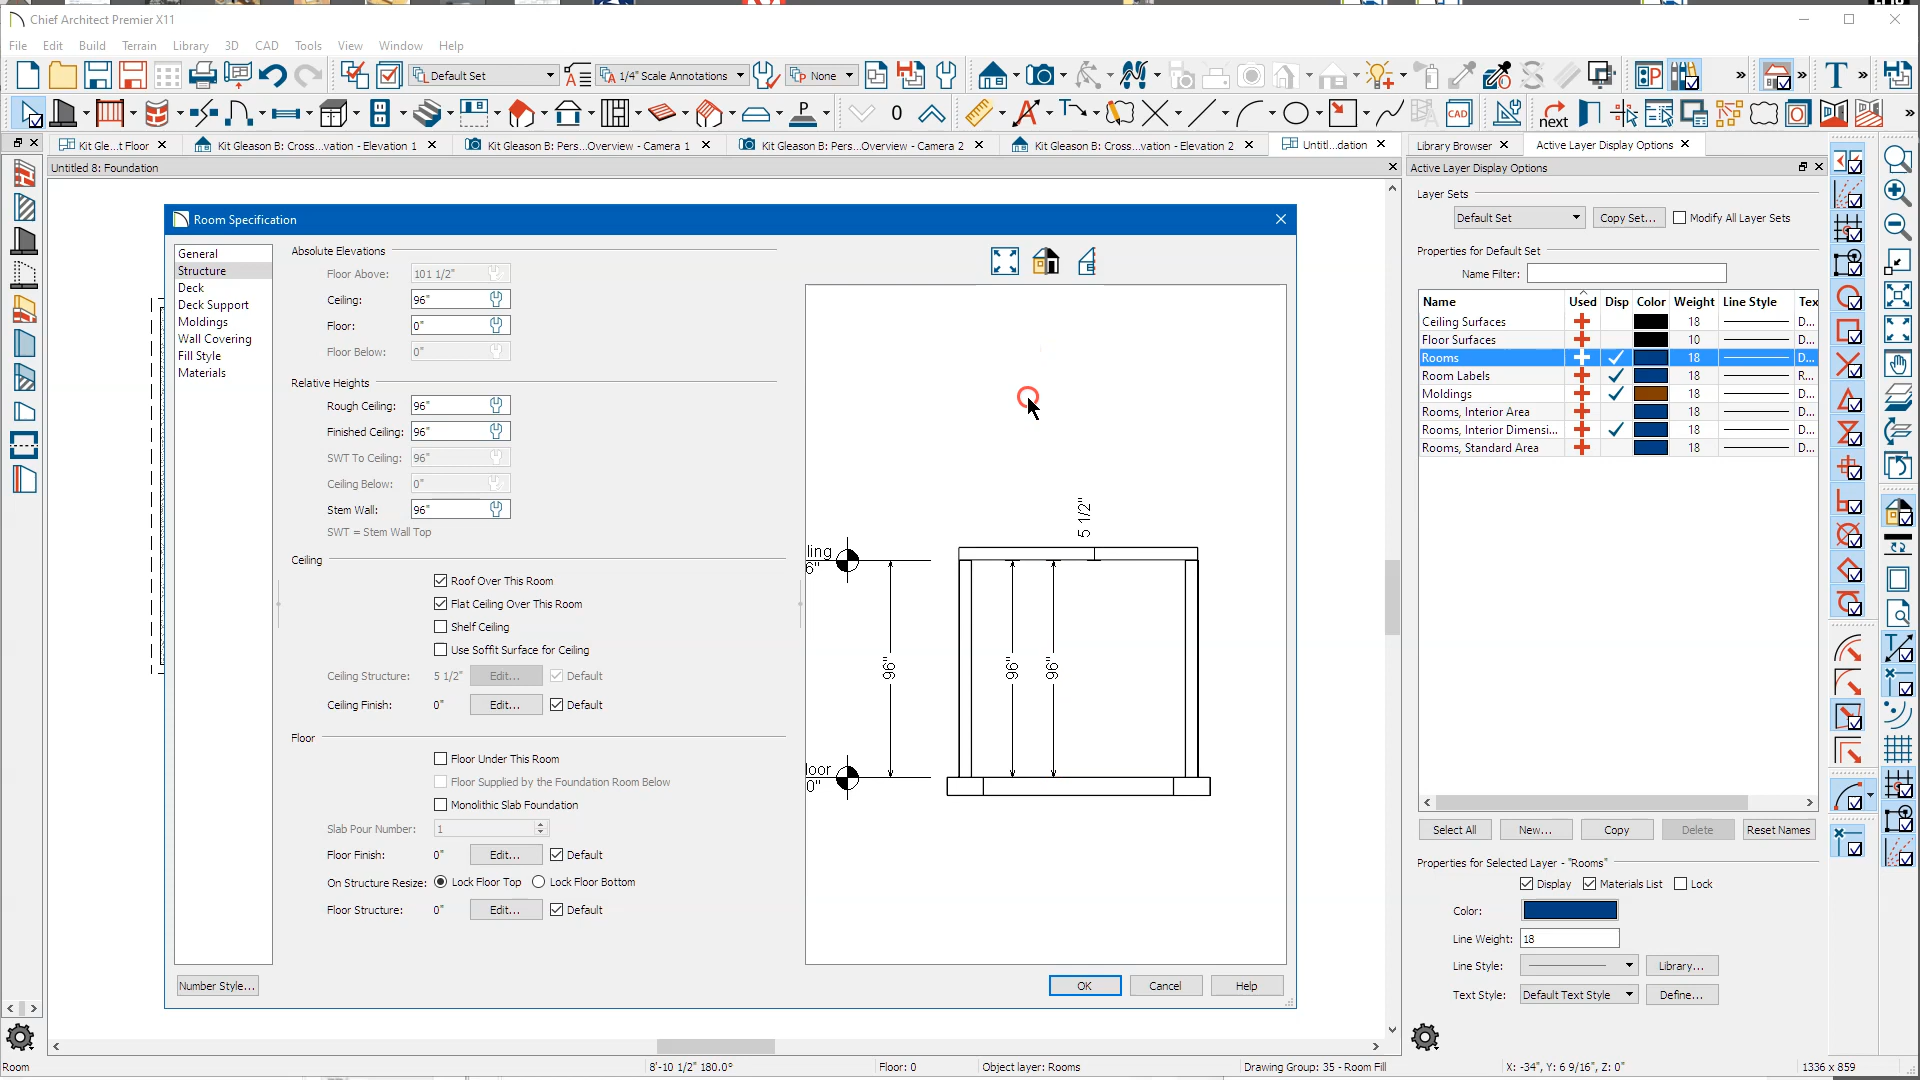 Chief Architect Premier X11
File Edit Build Terrain Library 3D CAD Tools View Window Help
Default Set 1/4" Scale Annotations None
0 CAD next
Kit Gle...t Floor Kit Gleason B: Cross...vation - Elevation 1 Kit Gleason B: Pers...Overview - Camera 1 Kit Gleason B: Pers...Overview - Camera 2 Kit Gleason B: Cross...vation - Elevation 2 Untitl...dation Library Browser Active Layer Display Options
Untitled 8: Foundation
Active Layer Display Options
Room Specification
General
Structure
Deck
Deck Support
Moldings
Wall Covering
Fill Style
Materials
Absolute Elevations
Floor Above: 101 1/2"
Ceiling: 96"
Floor: 0"
Floor Below: 0"
Relative Heights
Rough Ceiling: 96"
Finished Ceiling: 96"
SWT To Ceiling: 96"
Ceiling Below: 0"
Stem Wall: 96"
SWT = Stem Wall Top
Ceiling
Roof Over This Room
Flat Ceiling Over This Room
Shelf Ceiling
Use Soffit Surface for Ceiling
Ceiling Structure: 5 1/2" Edit... Default
Ceiling Finish: 0" Edit... Default
Floor
Floor Under This Room
Floor Supplied by the Foundation Room Below
Monolithic Slab Foundation
Slab Pour Number: 1
Floor Finish: 0" Edit... Default
On Structure Resize: Lock Floor Top Lock Floor Bottom
Floor Structure: 0" Edit... Default
5 1/2"
ling
6"
96" 96" 96"
loor
0"
Number Style... OK Cancel Help
Layer Sets
Default Set Copy Set... Modify All Layer Sets
Properties for Default Set
Name Filter:
Name Used Disp Color Weight Line Style Tex
Ceiling Surfaces 18 D...
Floor Surfaces 10 D...
Rooms 18 D...
Room Labels 18 R...
Moldings 18 D...
Rooms, Interior Area 18 D...
Rooms, Interior Dimensi... 18 D...
Rooms, Standard Area 18 D...
Select All New... Copy Delete Reset Names
Properties for Selected Layer - "Rooms"
Display Materials List Lock
Color:
Line Weight: 18
Line Style: Library...
Text Style: Default Text Style Define...
Room 8'-10 1/2" 180.0° Floor: 0 Object layer: Rooms Drawing Group: 35 - Room Fill X: -34", Y: 6 9/16", Z: 0" 1336 x 859